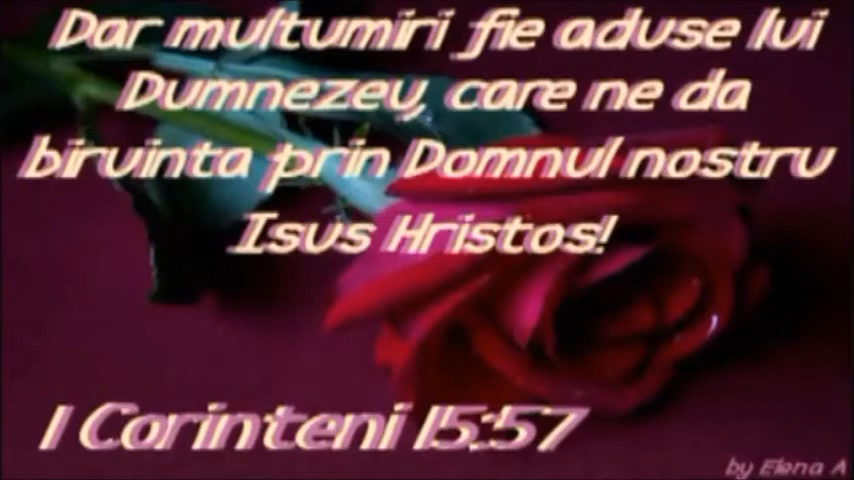 Dar multumiri fie aduse lui
Dumnezeu, care ne da
biruinta prin Domnul nostru
Isus Hristos!
I Corinteni 15:57
by Elena A